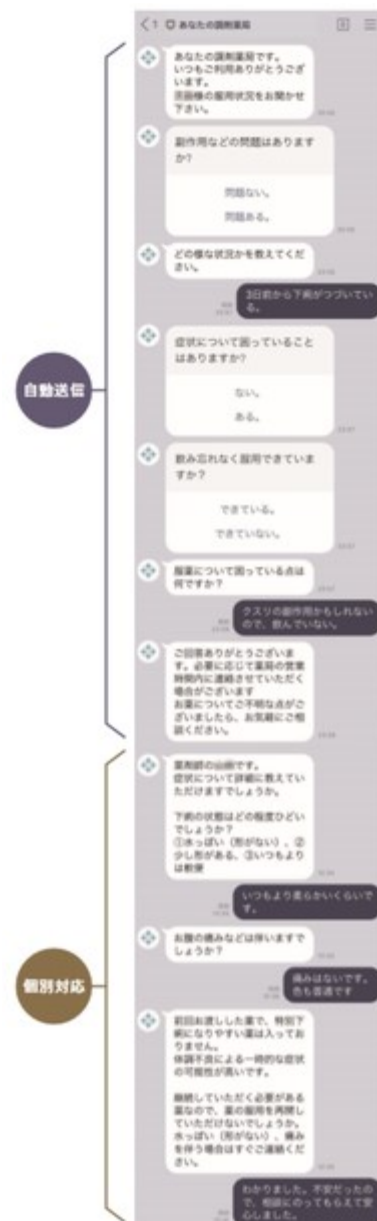 1
あなたの調剤薬局
あなたの調剤薬局です。
いつもご利用ありがとうござ
います。
様の服用状況をお聞かせ
下さい。
副作用などの問題はあります
か?
問題ない。
問題ある。
どの様な状況かを教えてくだ
さい。
3日前から下痢がつづいてい
る。
自動送信
症状について困っていること
はありますか?
ない。
ある。
飲み忘れなく服用できていま
すか?
できている。
できていない。
服薬について困っている点は
何ですか?
クスリの副作用かもしれない
ので、飲んでいない。
ご回答ありがとうございま
す。必要に応じて薬局の営業
時間内に連絡させていただく
場合がございます
お薬についてご不明な点がご
ざいましたら、お気軽にご相
談ください。
薬剤師の
です。
症状について詳細に教えてい
ただけますでしょうか。
下痢の状態はどの程度ひどい
でしょうか?
①水っぽい(形がない)、②
少し形がある、③いつもより
は軟便
いつもより柔らかいくらいで
す。
お腹の痛みなどは伴いますで
しょうか?
個別対応
痛みはないです。
色も普通です
前回お渡しした薬で、特別下
痢になりやすい薬は入ってお
りません。
体調不良による一時的な症状
の可能性が高いです。
継続していただく必要がある
薬なので、薬の服用を再開し
ていただけないでしょうか。
水っぽい(形がない)、痛み
を伴う場合はすぐご連絡くだ
さい。
わかりました。不安だったの
で、相談にのってもらえて安
心しました。